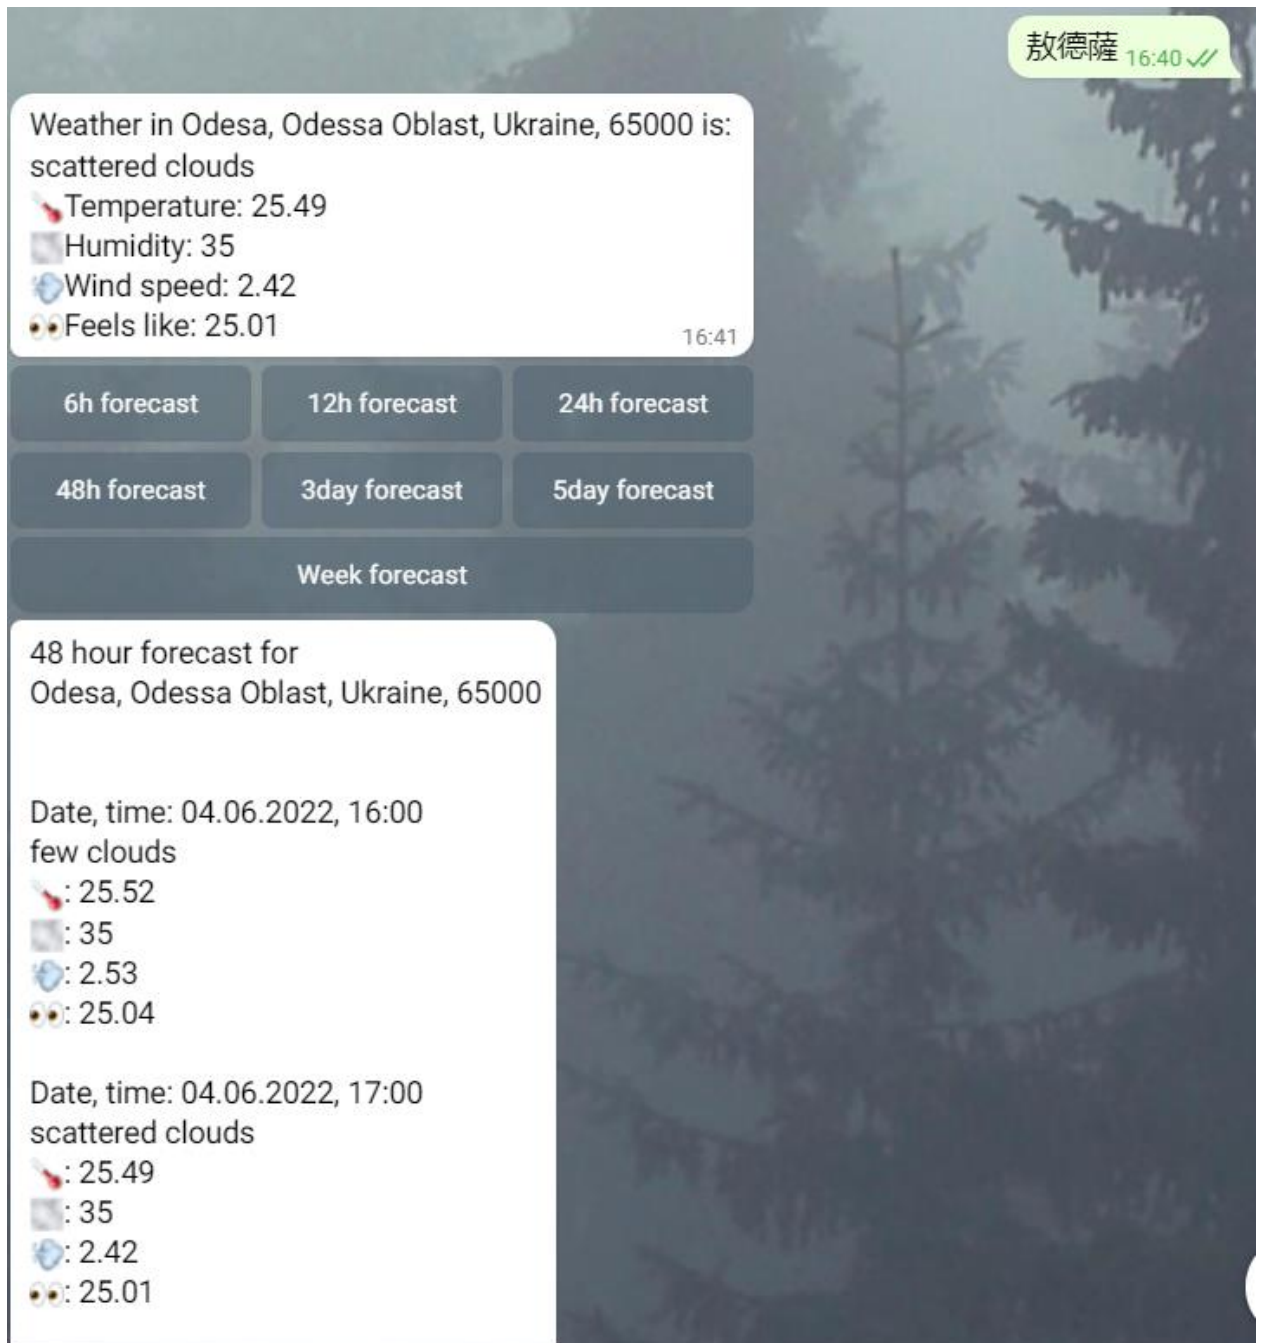 敖德薩 16:40
Weather in Odesa, Odessa Oblast, Ukraine, 65000 is:
scattered clouds
🌡Temperature: 25.49
🌫Humidity: 35
💨Wind speed: 2.42
👀Feels like: 25.01
16:41
6h forecast 12h forecast 24h forecast
48h forecast 3day forecast 5day forecast
Week forecast
48 hour forecast for
Odesa, Odessa Oblast, Ukraine, 65000
Date, time: 04.06.2022, 16:00
few clouds
🌡: 25.52
🌫: 35
💨: 2.53
👀: 25.04
Date, time: 04.06.2022, 17:00
scattered clouds
🌡: 25.49
🌫: 35
💨: 2.42
👀: 25.01